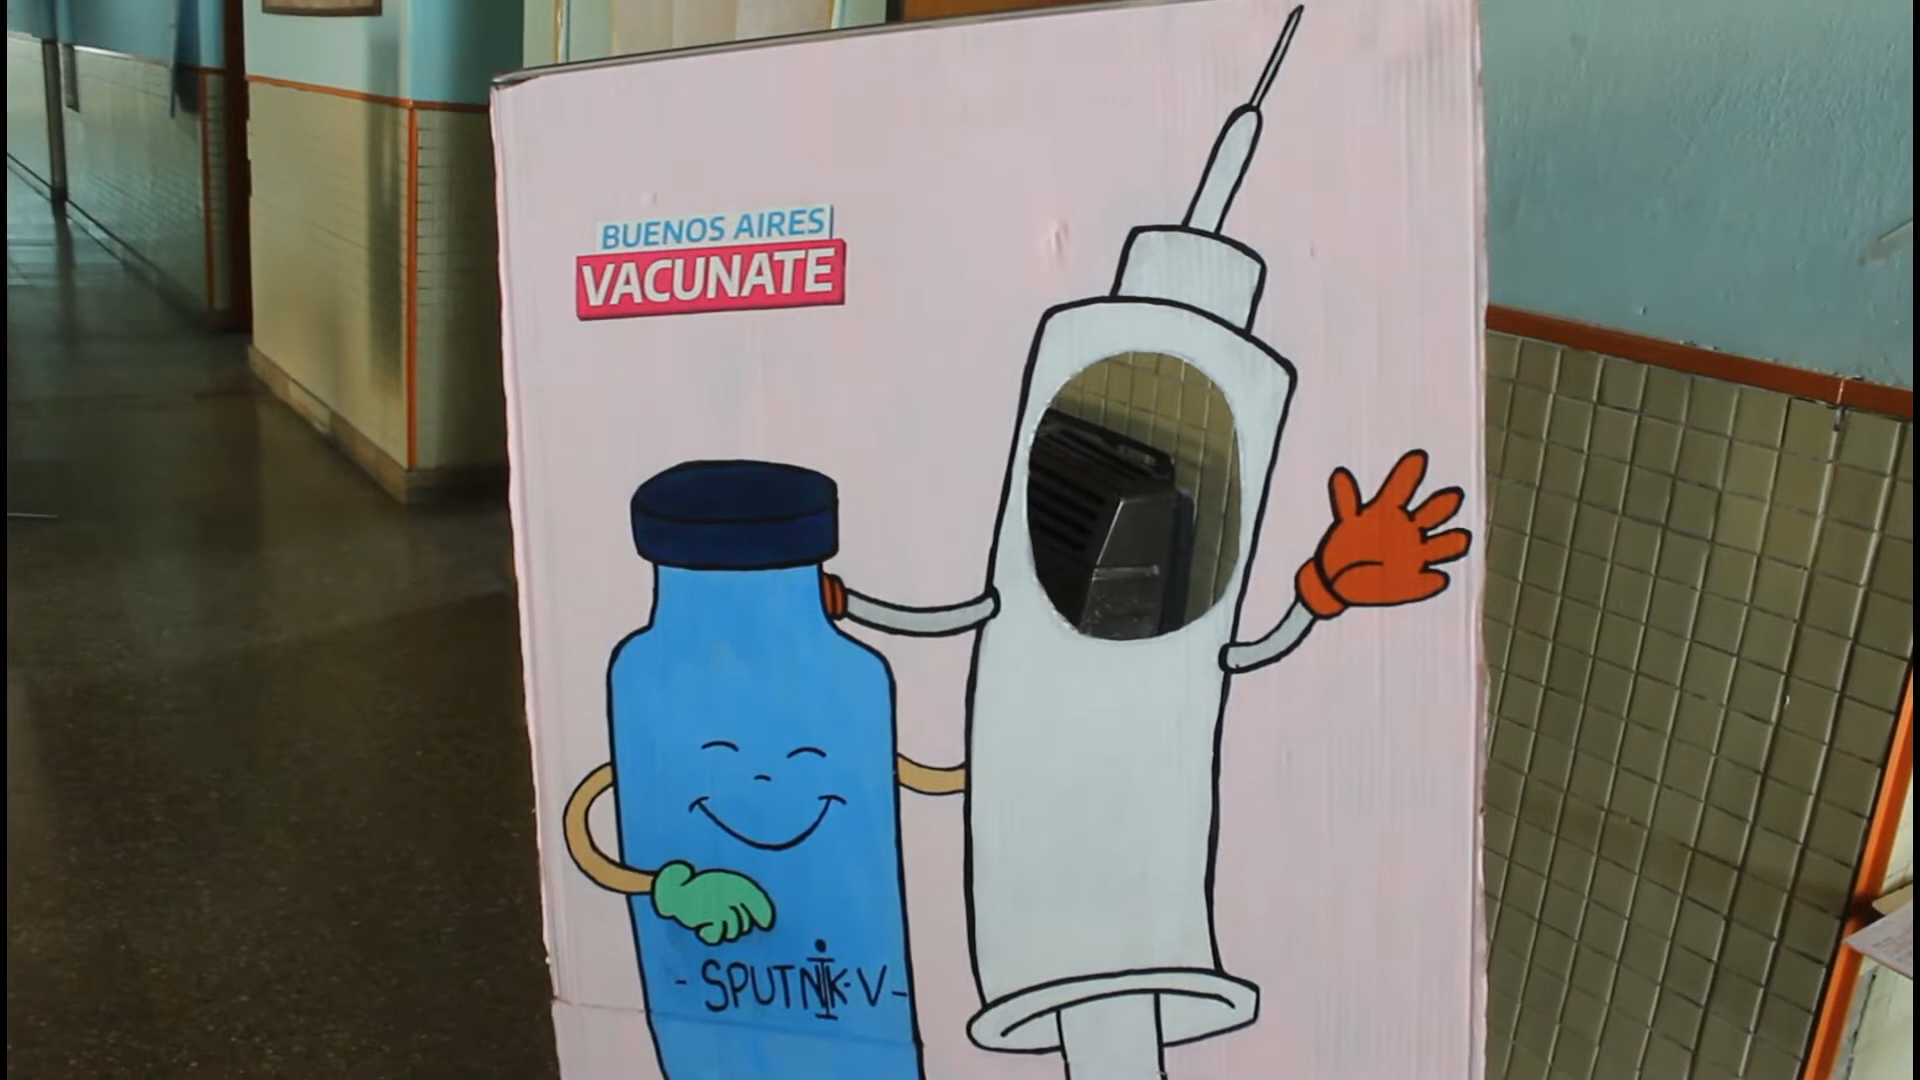 BUENOS AIRES
VACUNATE
- SPUTNIK·V -